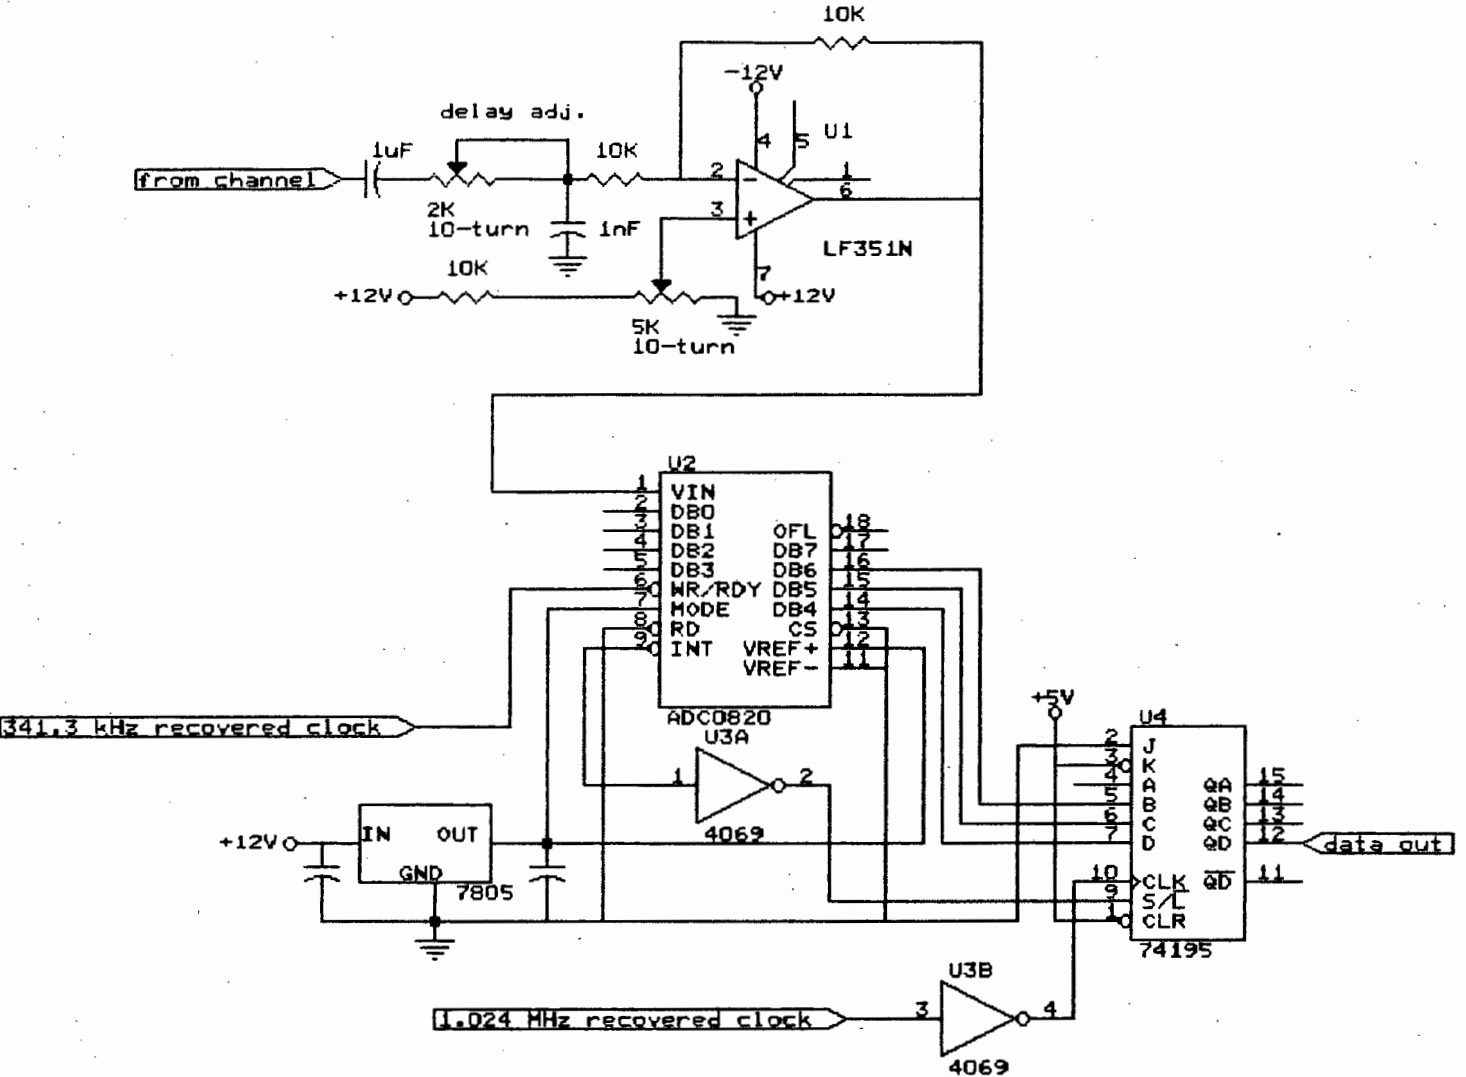 10K
-12V
delay adj.
4
5
U1
1uF
10K
from channel
2
−
1
6
2K
10-turn
1nF
3
+
LF351N
7
+12V
10K
+12V
5K
10-turn
U2
1 VIN
2 DB0
3 DB1
4 DB2
5 DB3
6 WR/RDY
7 MODE
8 RD
9 INT
OFL 18
DB7 17
DB6 16
DB5 15
DB4 14
CS 13
VREF+ 12
VREF- 11
ADC0820
341.3 kHz recovered clock
U3A
1
2
4069
+5V
U4
2 J
3 K
4 A
5 B
6 C
7 D
10 CLK
9 S/L
1 CLR
QA 15
QB 14
QC 13
QD 12
QD 11
74195
data out
+12V
IN
OUT
GND
7805
U3B
1.024 MHz recovered clock
3
4
4069